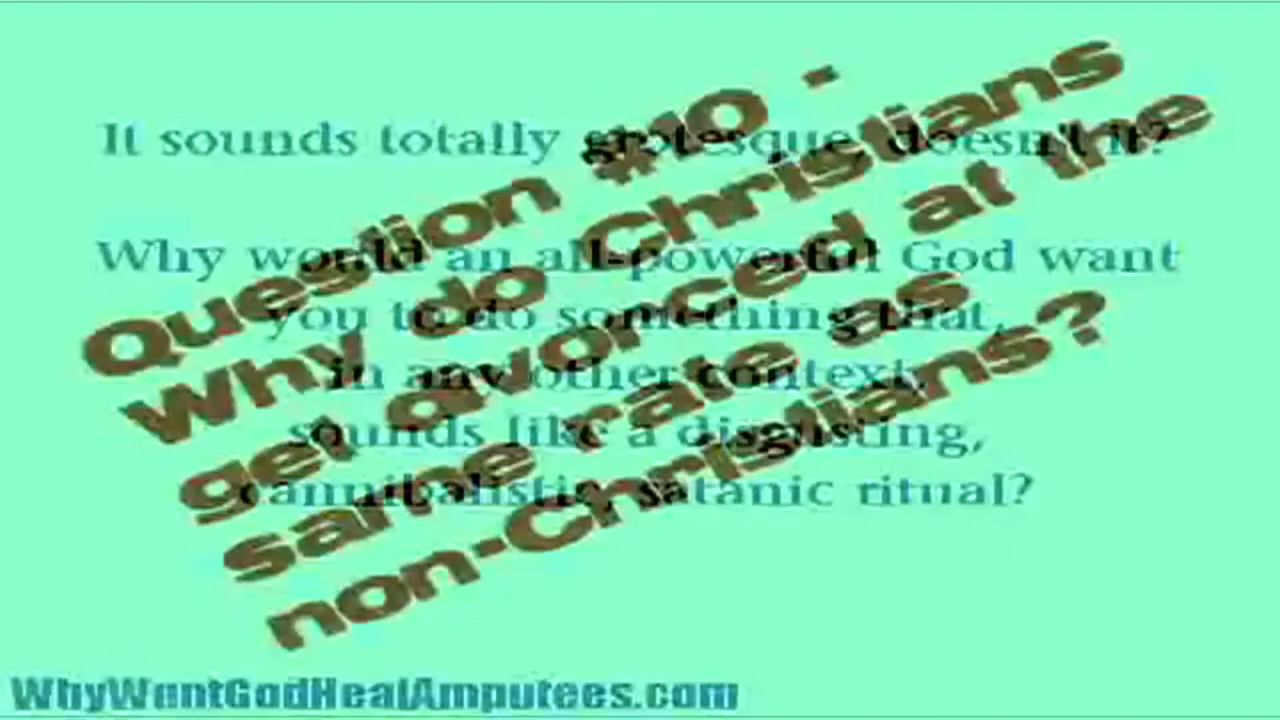 It sounds totally grotesque, doesn't it?
Why would an all-powerful God want
you to do something that,
in any other context,
sounds like a disgusting,
cannibalistic, satanic ritual?
Question #10 -
Why do Christians
get divorced at the
same rate as
non-Christians?
WhyWontGodHealAmputees.com